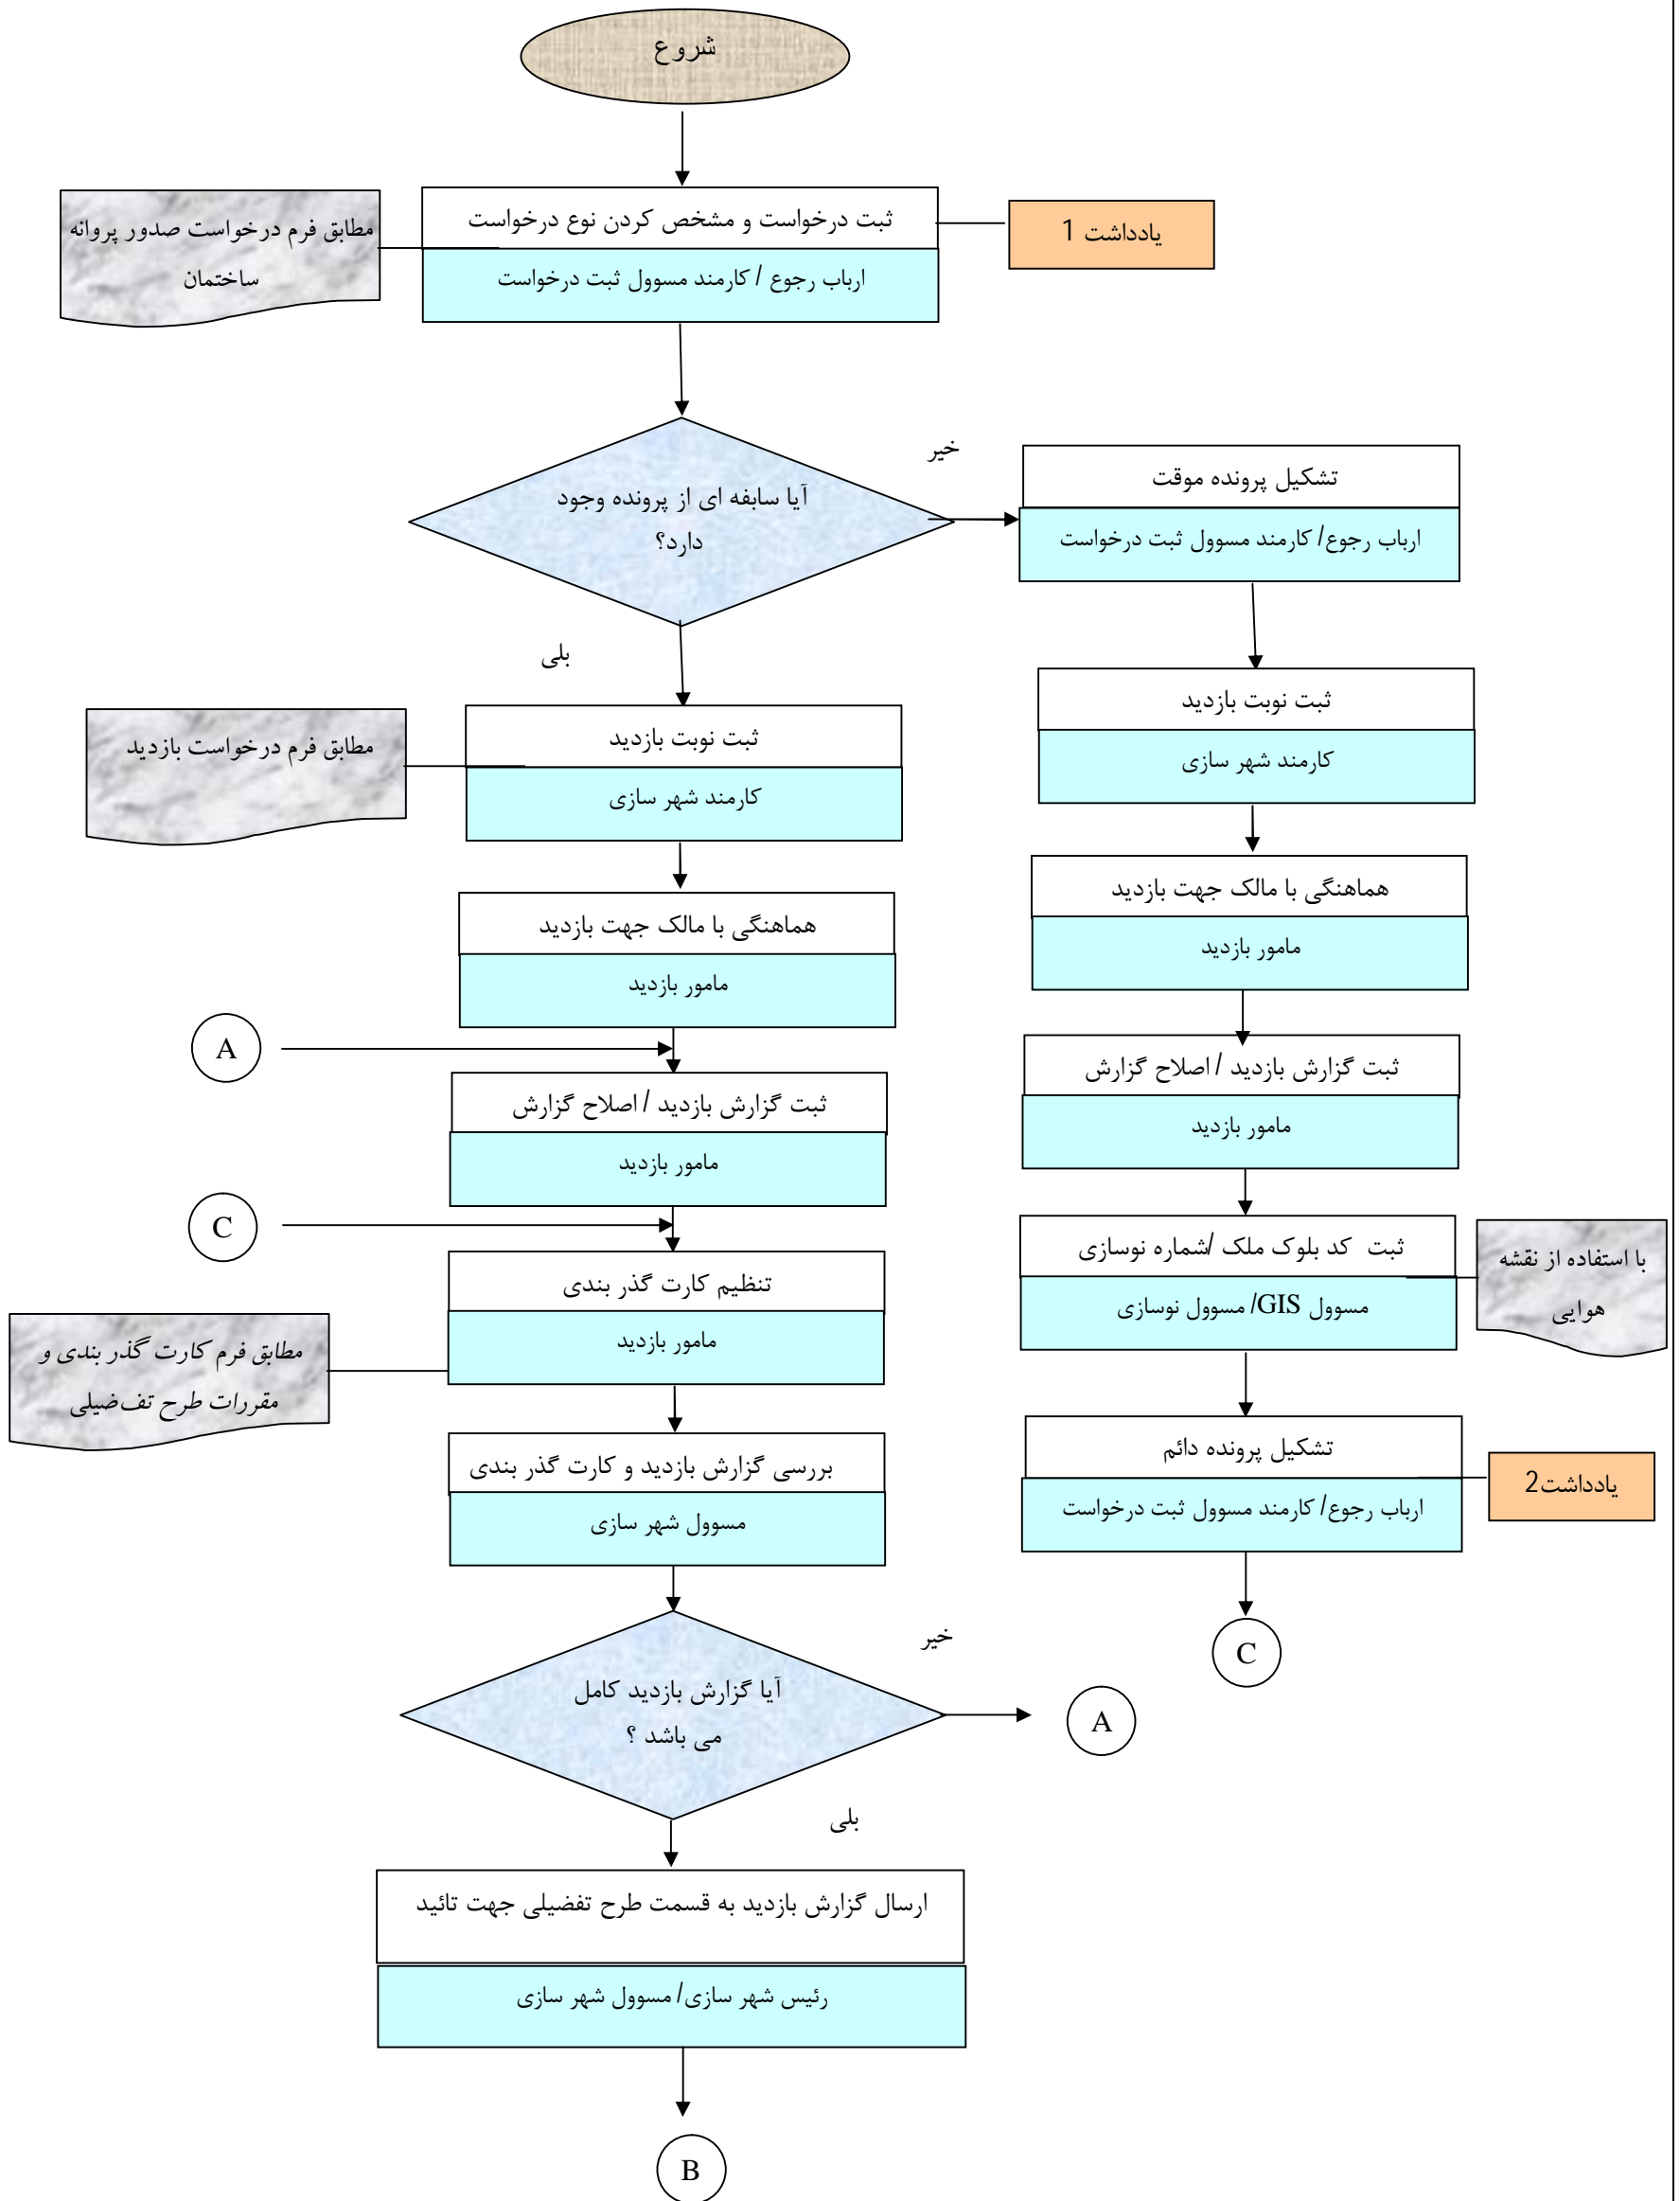 شروع
ثبت درخواست و مشخص کردن نوع درخواست
ارباب رجوع / کارمند مسوول ثبت درخواست
یادداشت 1
مطابق فرم درخواست صدور پروانه
ساختمان
آیا سابفه ای از پرونده وجود
دارد؟
خیر
بلی
تشکیل پرونده موقت
ارباب رجوع/ کارمند مسوول ثبت درخواست
ثبت نوبت بازدید
کارمند شهر سازی
هماهنگی با مالک جهت بازدید
مامور بازدید
ثبت گزارش بازدید / اصلاح گزارش
مامور بازدید
ثبت کد بلوک ملک /شماره نوسازی
مسوول GIS/ مسوول نوسازی
با استفاده از نقشه
هوایی
تشکیل پرونده دائم
ارباب رجوع/ کارمند مسوول ثبت درخواست
یادداشت2
C
ثبت نوبت بازدید
کارمند شهر سازی
مطابق فرم درخواست بازدید
هماهنگی با مالک جهت بازدید
مامور بازدید
A
ثبت گزارش بازدید / اصلاح گزارش
مامور بازدید
C
تنظیم کارت گذر بندی
مامور بازدید
مطابق فرم کارت گذر بندی و
مقررات طرح تف ضیلی
بررسی گزارش بازدید و کارت گذر بندی
مسوول شهر سازی
آیا گزارش بازدید کامل
می باشد ؟
خیر
A
بلی
ارسال گزارش بازدید به قسمت طرح تفضیلی جهت تائید
رئیس شهر سازی/ مسوول شهر سازی
B